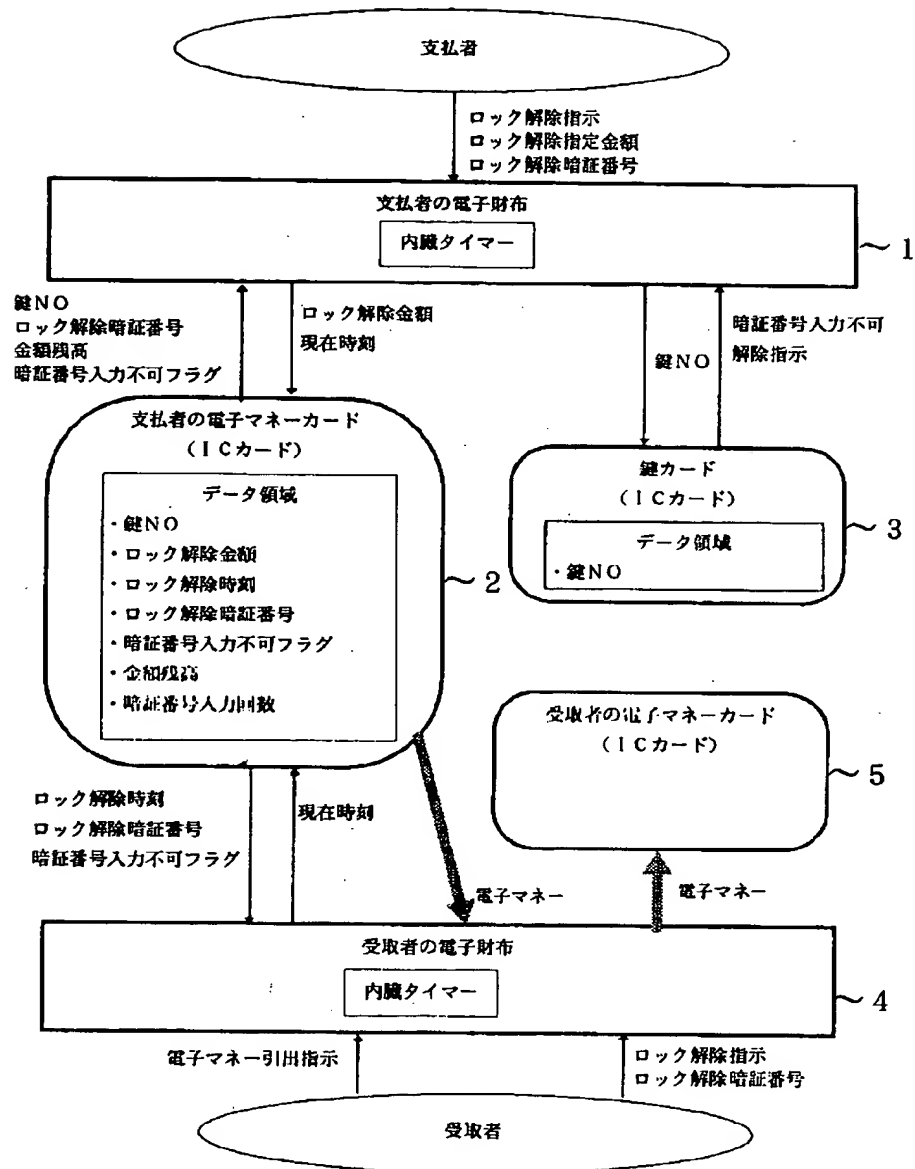 支払者
ロック解除指示
ロック解除指定金額
ロック解除暗証番号
支払者の電子財布
内臓タイマー
~1
鍵NO
ロック解除暗証番号
金額残高
暗証番号入力不可フラグ
ロック解除金額
現在時刻
鍵NO
暗証番号入力不可
解除指示
支払者の電子マネーカード
(ICカード)
データ領域
・鍵NO
・ロック解除金額
・ロック解除時刻
・ロック解除暗証番号
・暗証番号入力不可フラグ
・金額残高
・暗証番号入力回数
~2
鍵カード
(ICカード)
データ領域
・鍵NO
~3
受取者の電子マネーカード
(ICカード)
~5
ロック解除時刻
ロック解除暗証番号
暗証番号入力不可フラグ
現在時刻
電子マネー
電子マネー
受取者の電子財布
内臓タイマー
~4
電子マネー引出指示
ロック解除指示
ロック解除暗証番号
受取者